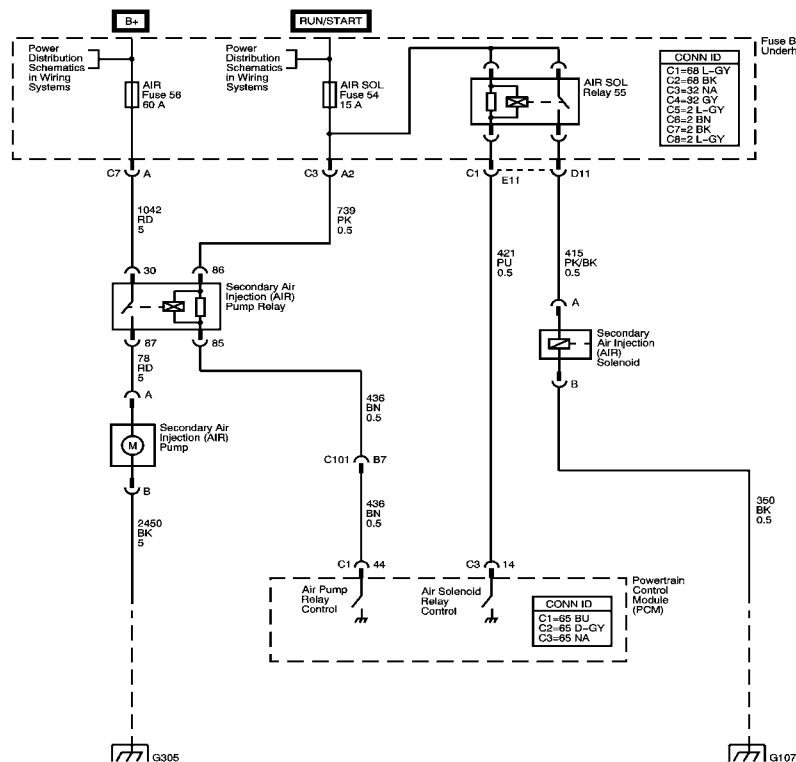 B+
RUN/START
Power
Distribution
Schematics
in Wiring
Systems
AIR
Fuse 56
60 A
Power
Distribution
Schematics
in Wiring
Systems
AIR SOL
Fuse 54
15 A
AIR SOL
Relay 55
Fuse B
Underh
CONN ID
C1=68 L-GY
C2=68 BK
C3=32 NA
C4=32 GY
C5=2 L-GY
C6=2 BN
C7=2 BK
C8=2 L-GY
C7 A
C3 A2
C1 E11
D11
1042
RD
5
739
PK
0.5
421
PU
0.5
415
PK/BK
0.5
30
86
Secondary Air
Injection (AIR)
Pump Relay
87
85
A
Secondary
Air Injection
(AIR)
Solenoid
B
78
RD
5
A
436
BN
0.5
Secondary Air
Injection (AIR)
Pump
M
B
C101 B7
2450
BK
5
436
BN
0.5
350
BK
0.5
C1 44
C3 14
Air Pump
Relay
Control
Air Solenoid
Relay
Control
CONN ID
C1=65 BU
C2=65 D-GY
C3=65 NA
Powertrain
Control
Module
(PCM)
G305
G107